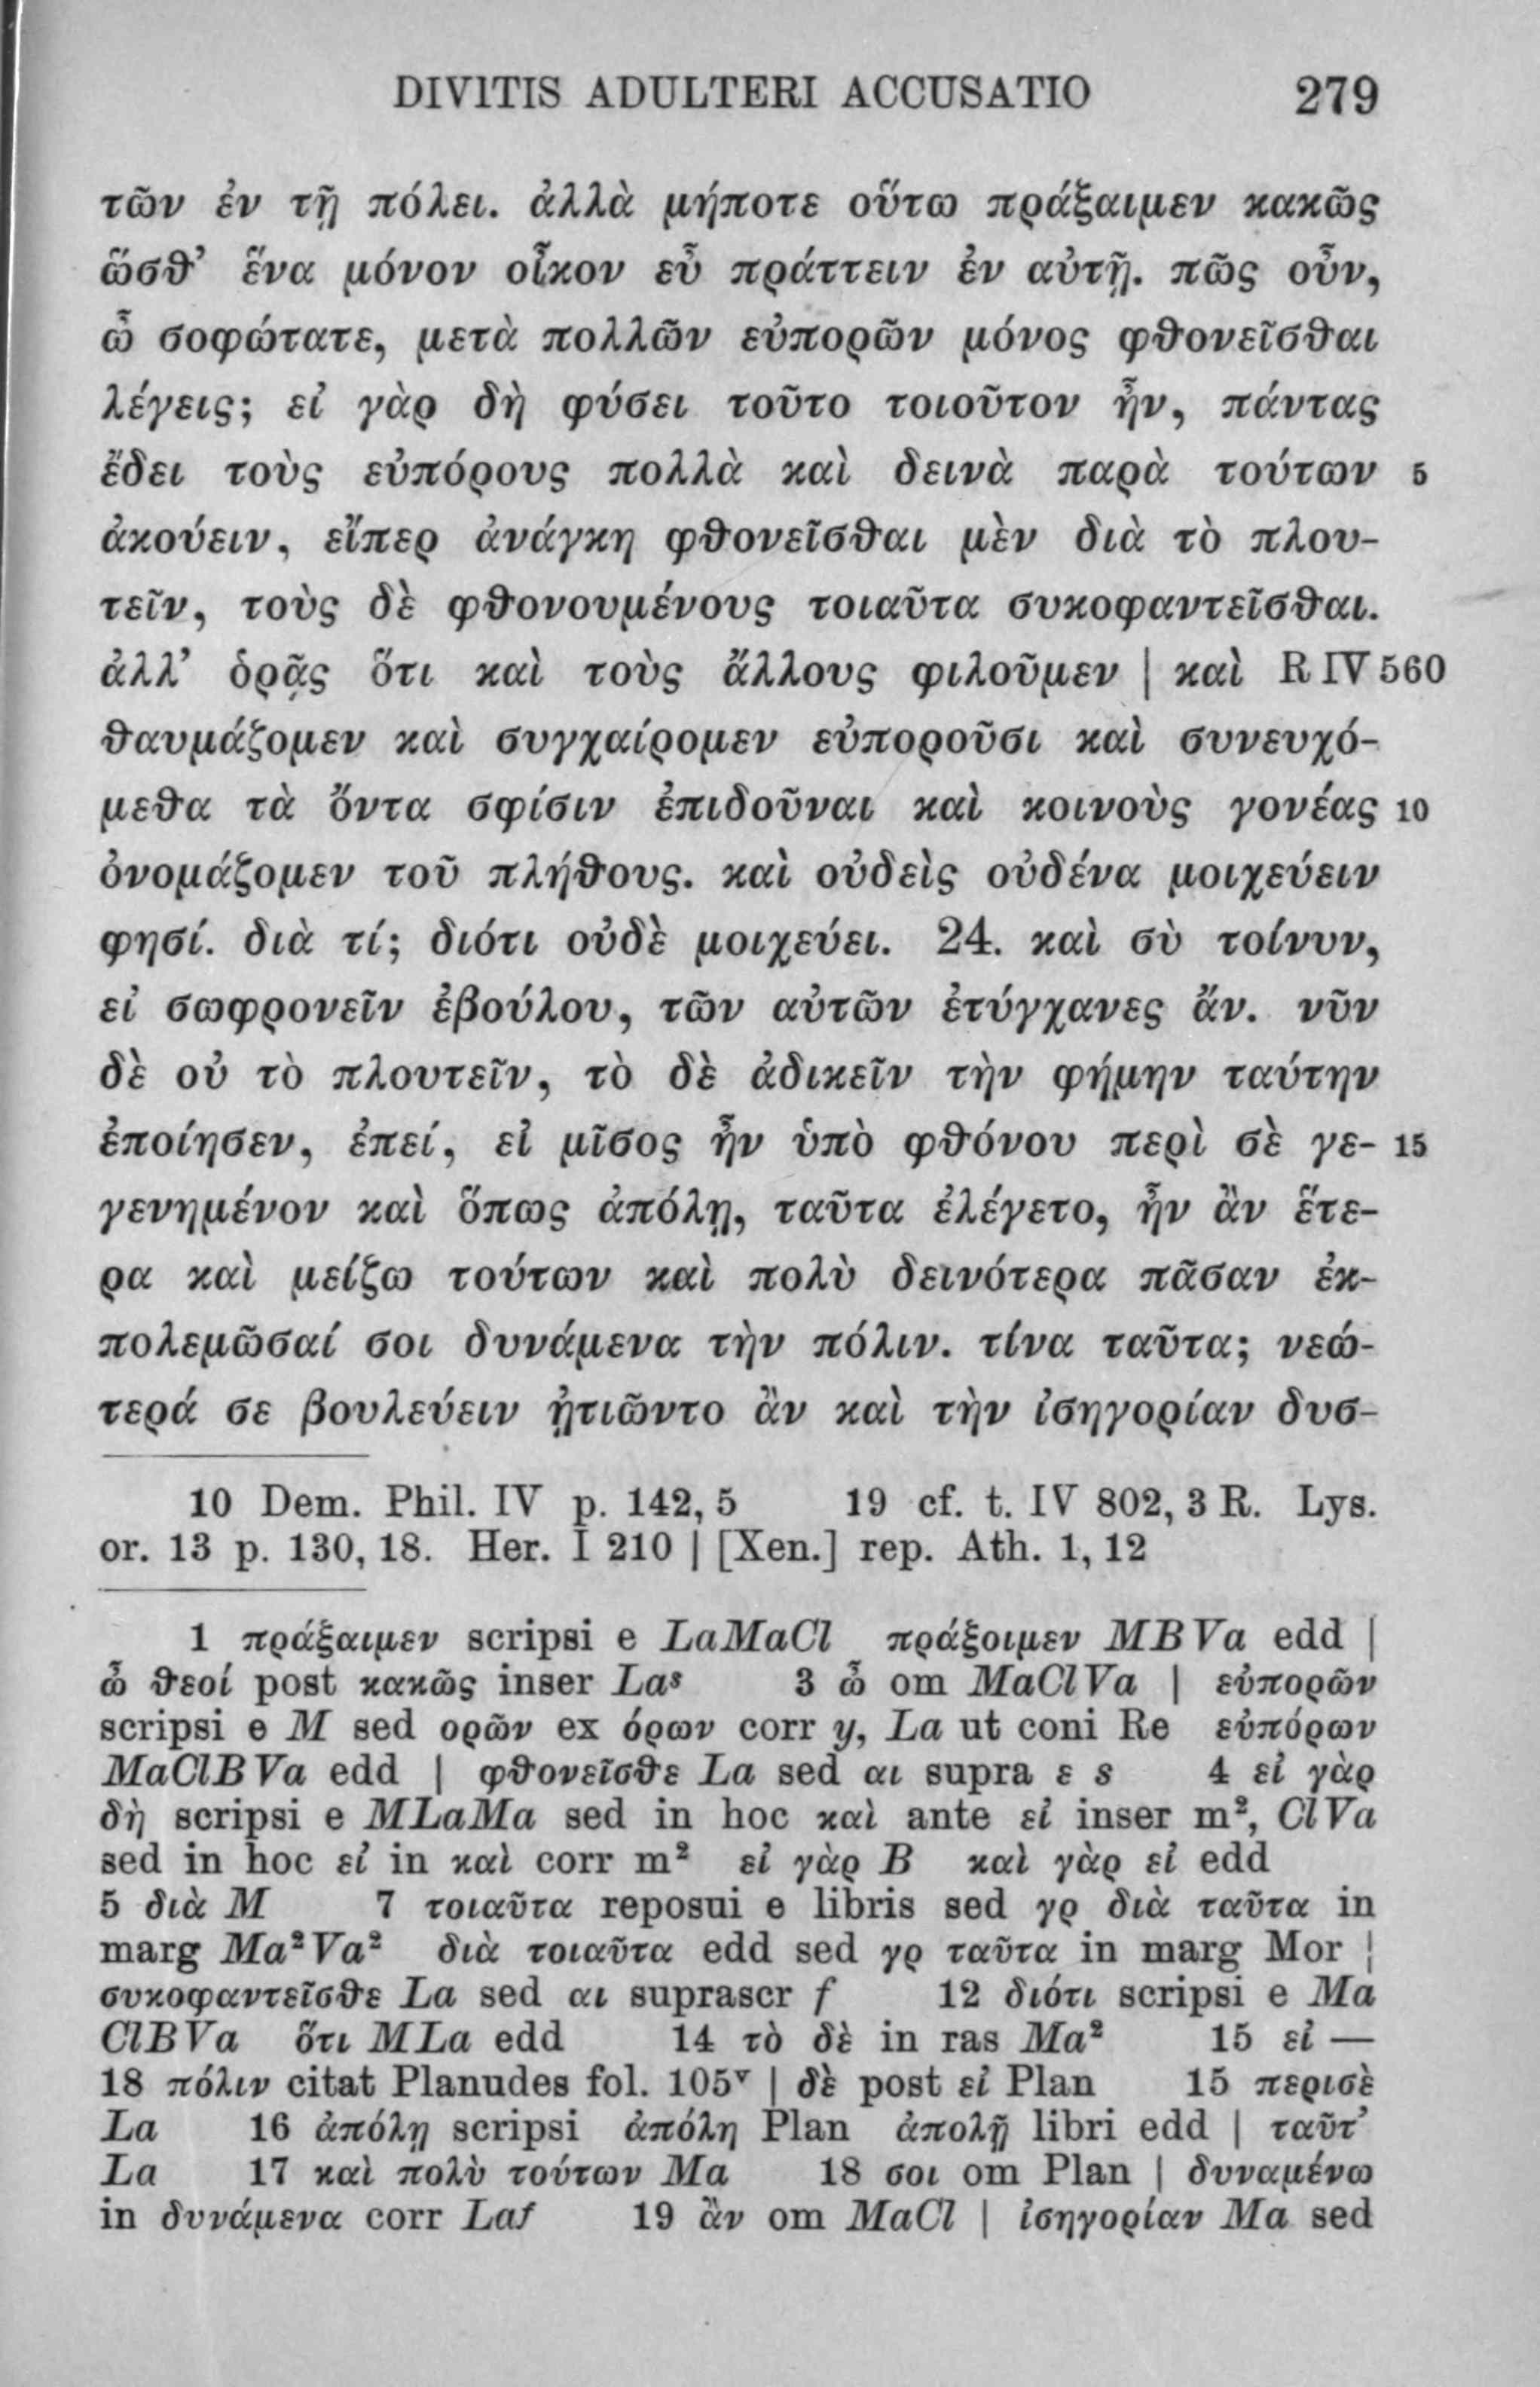 DIVITIS ADULTERI ACCUSATIO 279
τῶν ἐν τῇ πόλει. ἀλλὰ μήποτε οὕτω πράξαιμεν κακῶς
ὥσθ’ ἕνα μόνον οἶκον εὖ πράττειν ἐν αὐτῇ. πῶς οὖν,
ὦ σοφώτατε, μετὰ πολλῶν εὐπορῶν μόνος φθονεῖσθαι
λέγεις; εἰ γὰρ δὴ φύσει τοῦτο τοιοῦτον ἦν, πάντας
ἔδει τοὺς εὐπόρους πολλὰ καὶ δεινὰ παρὰ τούτων 5
ἀκούειν, εἴπερ ἀνάγκη φθονεῖσθαι μὲν διὰ τὸ πλου-
τεῖν, τοὺς δὲ φθονουμένους τοιαῦτα συκοφαντεῖσθαι.
ἀλλ’ ὁρᾷς ὅτι καὶ τοὺς ἄλλους φιλοῦμεν | καὶ R IV 560
θαυμάζομεν καὶ συγχαίρομεν εὐποροῦσι καὶ συνευχό-
μεθα τὰ ὄντα σφίσιν ἐπιδοῦναι καὶ κοινοὺς γονέας 10
ὀνομάζομεν τοῦ πλήθους. καὶ οὐδεὶς οὐδένα μοιχεύειν
φησί. διὰ τί; διότι οὐδὲ μοιχεύει. 24. καὶ σὺ τοίνυν,
εἰ σωφρονεῖν ἐβούλου, τῶν αὐτῶν ἐτύγχανες ἄν. νῦν
δὲ οὐ τὸ πλουτεῖν, τὸ δὲ ἀδικεῖν τὴν φήμην ταύτην
ἐποίησεν, ἐπεί, εἰ μῖσος ἦν ὑπὸ φθόνου περὶ σὲ γε- 15
γενημένον καὶ ὅπως ἀπόλῃ, ταῦτα ἐλέγετο, ἦν ἂν ἕτε-
ρα καὶ μείζω τούτων καὶ πολὺ δεινότερα πᾶσαν ἐκ-
πολεμῶσαί σοι δυνάμενα τὴν πόλιν. τίνα ταῦτα; νεώ-
τερά σε βουλεύειν ᾐτιῶντο ἂν καὶ τὴν ἰσηγορίαν δυσ-
10 Dem. Phil. IV p. 142, 5 19 cf. t. IV 802, 3 R. Lys.
or. 13 p. 130, 18. Her. I 210 | [Xen.] rep. Ath. 1, 12
1 πράξαιμεν scripsi e LaMaCl πράξοιμεν MBVa edd |
ὦ θεοί post κακῶς inser Laˢ 3 ὦ om MaClVa | εὐπορῶν
scripsi e M sed ορῶν ex όρων corr y, La ut coni Re εὐπόρων
MaClBVa edd | φθονεῖσθε La sed αι supra ε s 4 εἰ γὰρ
δὴ scripsi e MLaMa sed in hoc καὶ ante εἰ inser m², ClVa
sed in hoc εἰ in καὶ corr m² εἰ γὰρ B καὶ γὰρ εἰ edd
5 διὰ M 7 τοιαῦτα reposui e libris sed γρ διὰ ταῦτα in
marg Ma²Va² διὰ τοιαῦτα edd sed γρ ταῦτα in marg Mor |
συκοφαντεῖσθε La sed αι suprascr f 12 διότι scripsi e Ma
ClBVa ὅτι MLa edd 14 τὸ δὲ in ras Ma² 15 εἰ —
18 πόλιν citat Planudes fol. 105ᵛ | δὲ post εἰ Plan 15 περισὲ
La 16 ἀπόλῃ scripsi ἀπόλη Plan ἀπολῇ libri edd | ταῦτ’
La 17 καὶ πολὺ τούτων Ma 18 σοι om Plan | δυναμένω
in δυνάμενα corr Laf 19 ἂν om MaCl | ἰσηγορίαν Ma sed